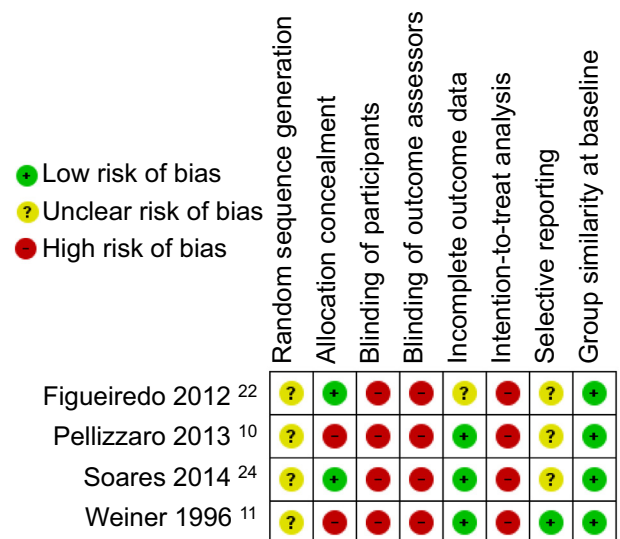 Random sequence generation
Allocation concealment
Blinding of participants
Blinding of outcome assessors
Incomplete outcome data
Intention-to-treat analysis
Selective reporting
Group similarity at baseline
+ Low risk of bias
? Unclear risk of bias
- High risk of bias
Figueiredo 2012 22 ? + - - ? - ? +
Pellizzaro 2013 10 ? - - - + - ? +
Soares 2014 24 ? + - - + - ? +
Weiner 1996 11 ? - - - + - + +